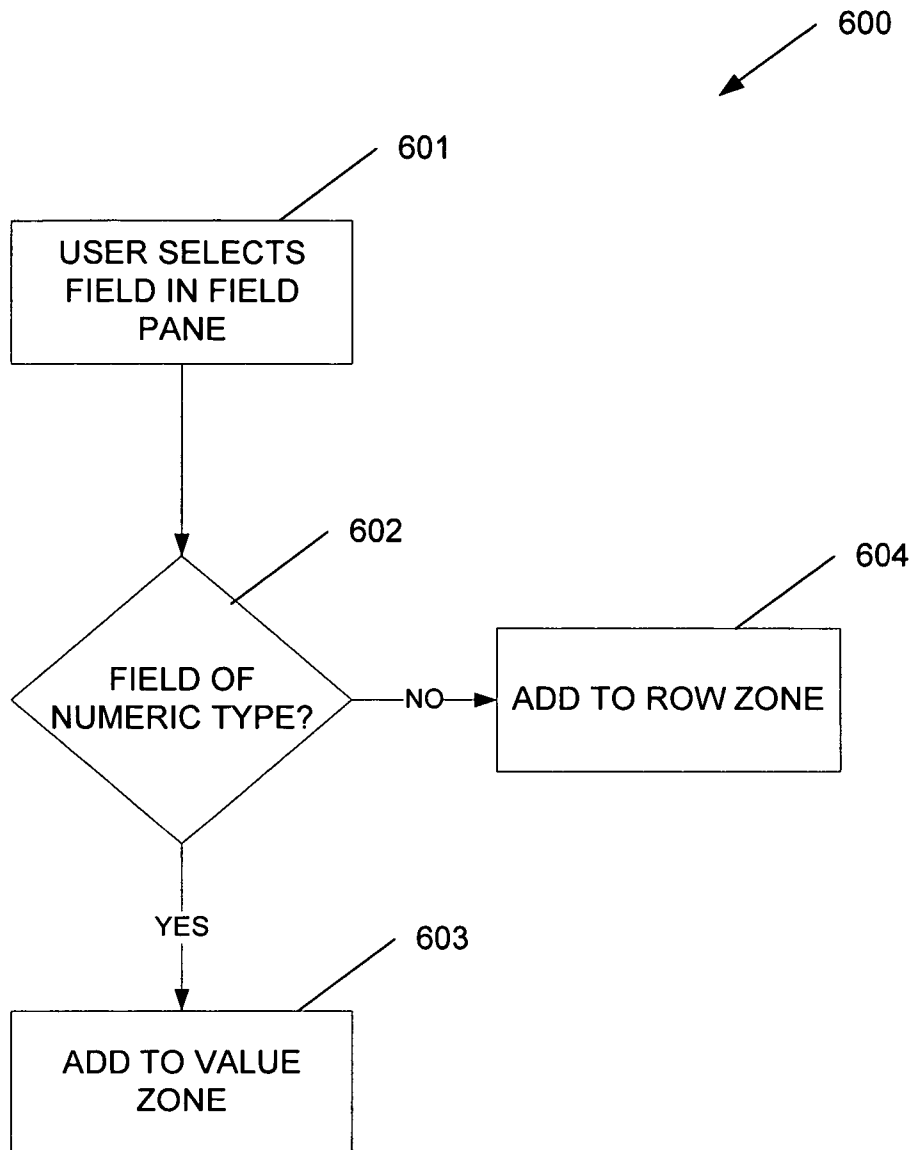 600
601
USER SELECTS
FIELD IN FIELD
PANE
602
604
FIELD OF
NUMERIC TYPE?
NO
ADD TO ROW ZONE
YES
603
ADD TO VALUE
ZONE